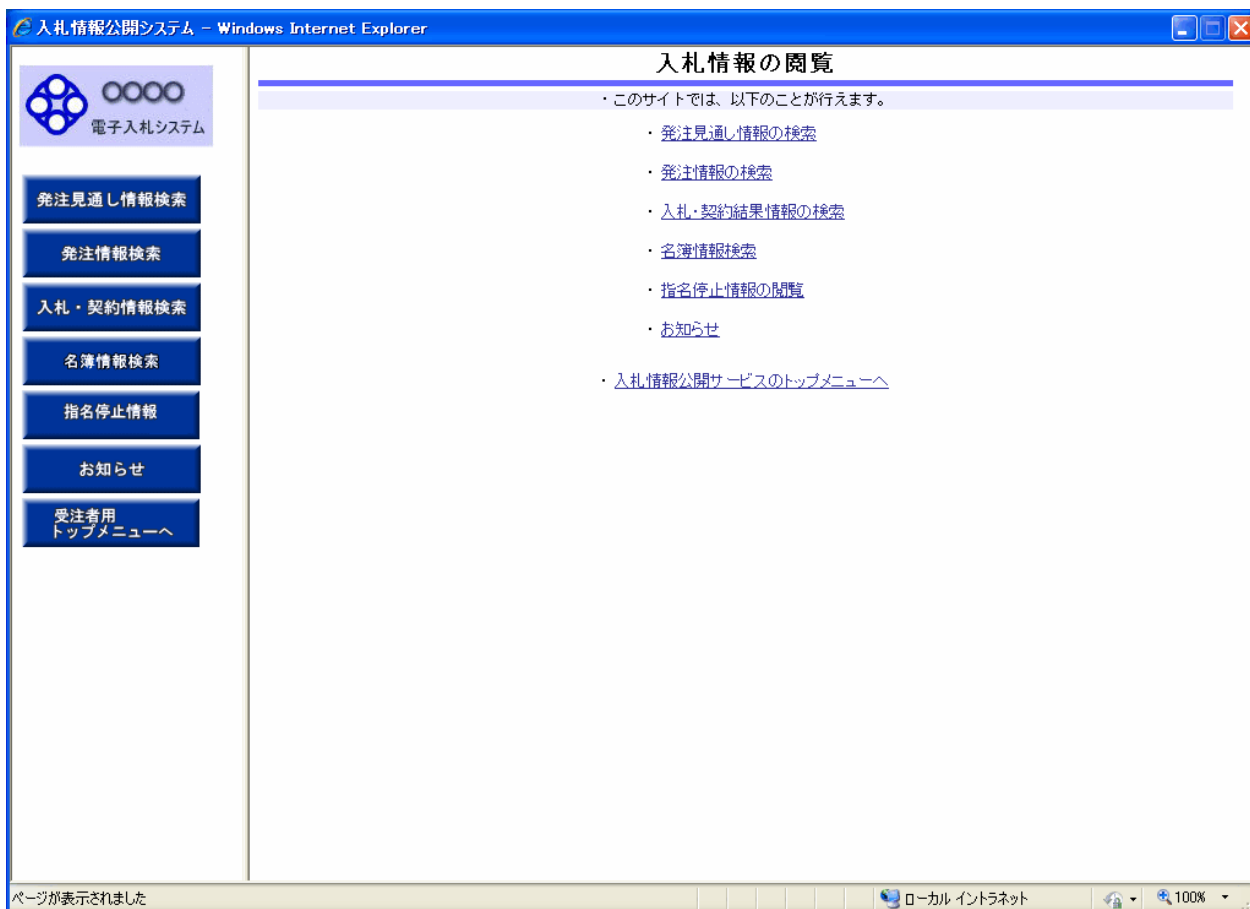 入札情報公開システム - Windows Internet Explorer
〇〇〇〇
電子入札システム
発注見通し情報検索
発注情報検索
入札・契約情報検索
名簿情報検索
指名停止情報
お知らせ
受注者用
トップメニューへ
入札情報の閲覧
・このサイトでは、以下のことが行えます。
・発注見通し情報の検索
・発注情報の検索
・入札・契約結果情報の検索
・名簿情報検索
・指名停止情報の閲覧
・お知らせ
・入札情報公開サービスのトップメニューへ
ページが表示されました
ローカル イントラネット
100%